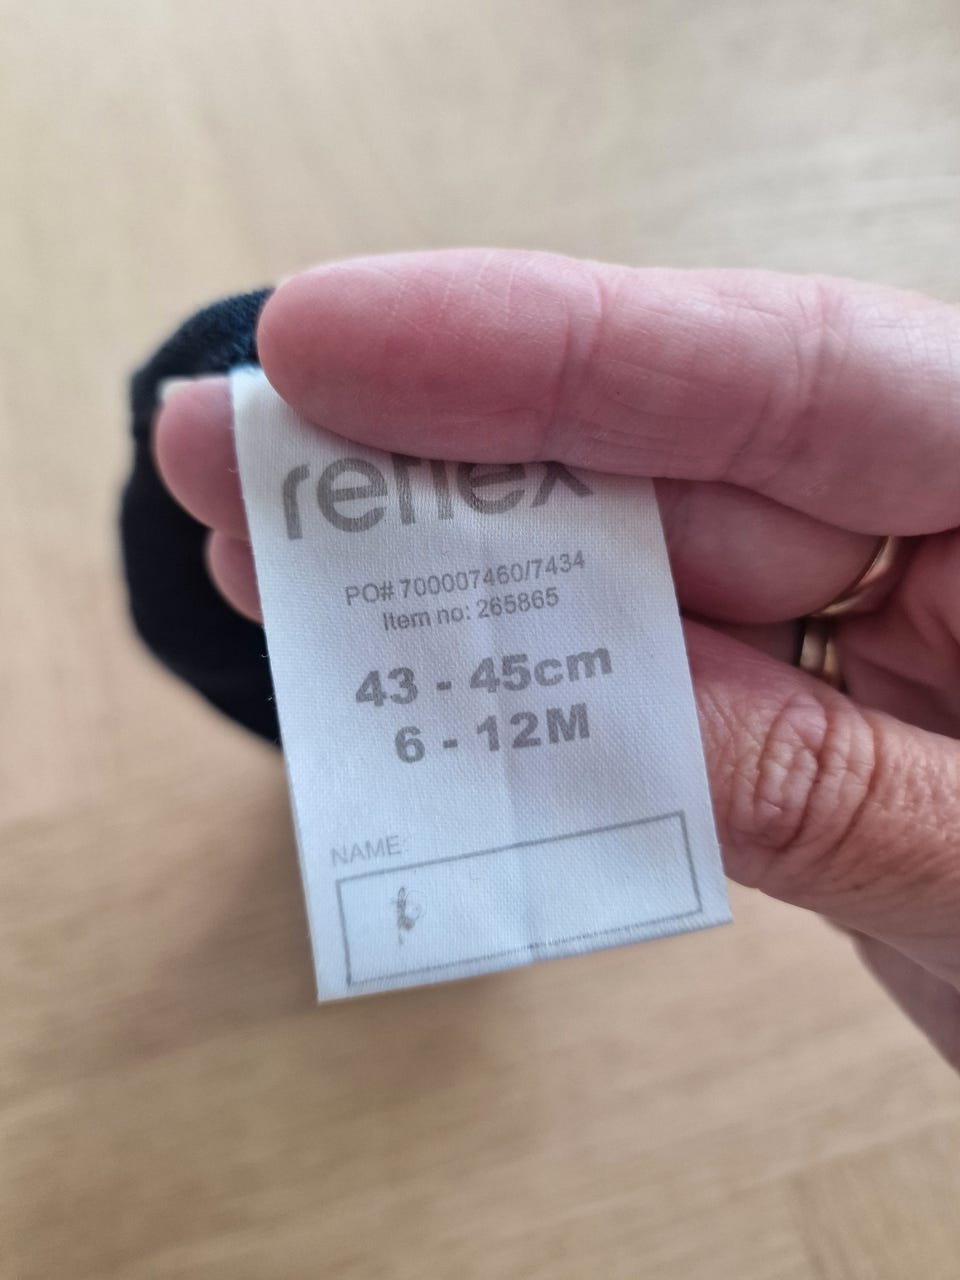 reflex
PO# 700007460/7434
Item no: 265865
43 - 45cm
6 - 12M
NAME: